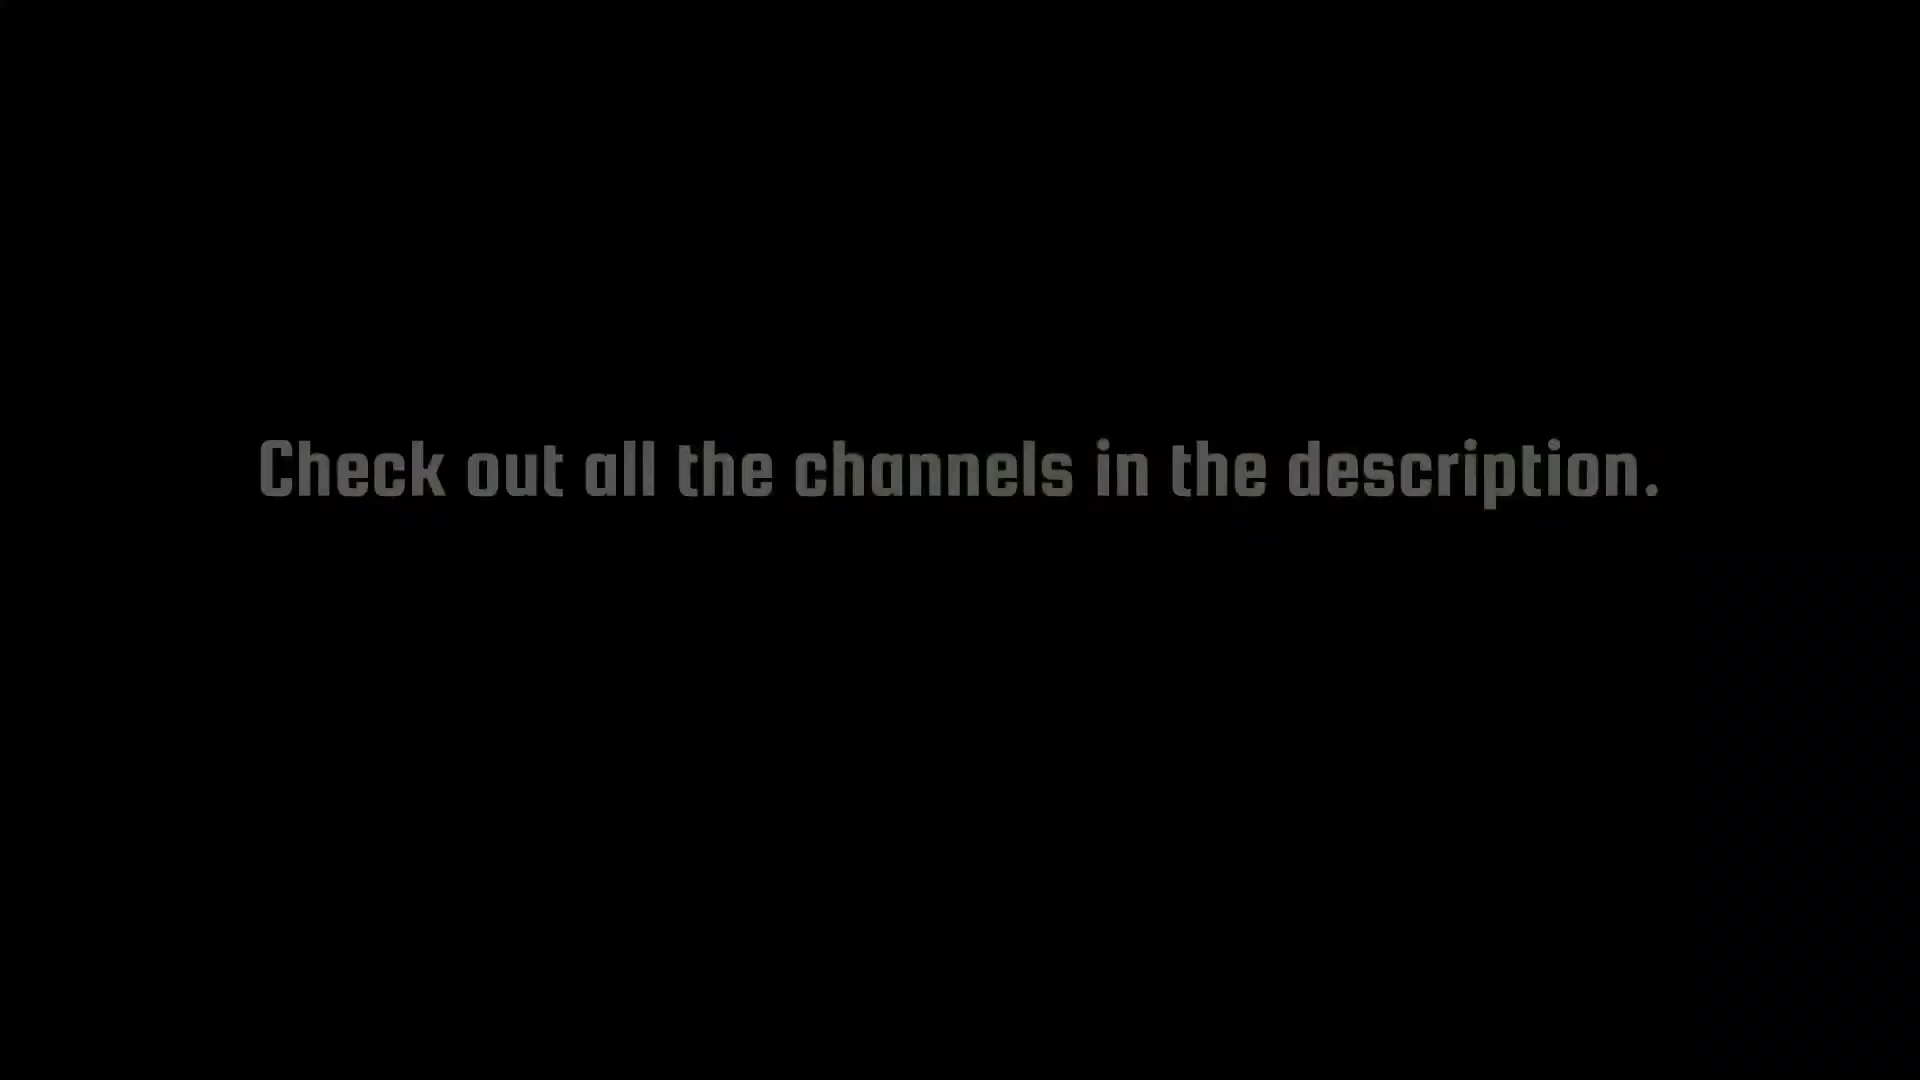 Check out all the channels in the description.